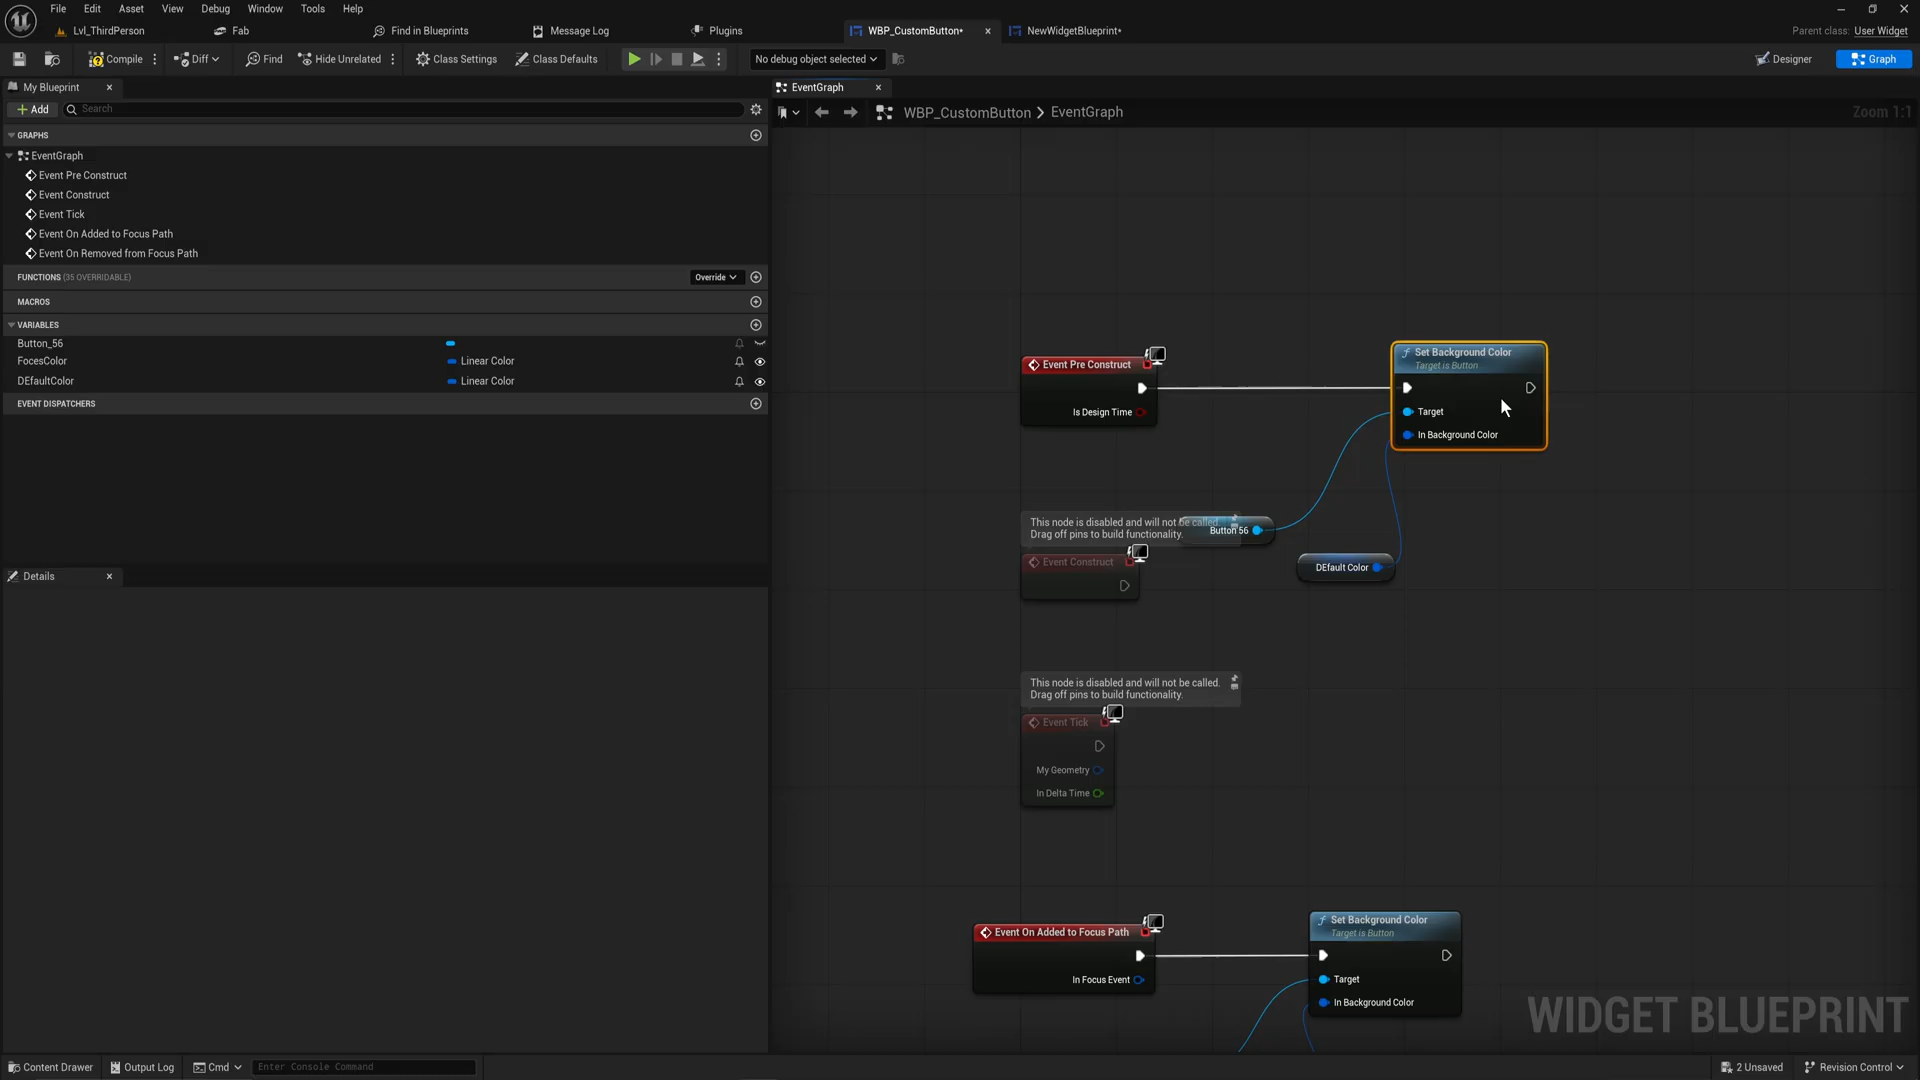 File Edit Asset View Debug Window Tools Help
Lvl_ThirdPerson Fab Find in Blueprints Message Log Plugins WBP_CustomButton* NewWidgetBlueprint* Parent class: User Widget
Compile Diff Find Hide Unrelated Class Settings Class Defaults No debug object selected Designer Graph
My Blueprint EventGraph
Add Search
WBP_CustomButton EventGraph Zoom 1:1
GRAPHS
EventGraph
Event Pre Construct
Event Construct
Event Tick
Event On Added to Focus Path
Event On Removed from Focus Path
FUNCTIONS (35 OVERRIDABLE) Override
MACROS
VARIABLES
Button_56
FocesColor Linear Color
DEfaultColor Linear Color
EVENT DISPATCHERS
Details
Event Pre Construct
Is Design Time
Set Background Color
Target is Button
Target
In Background Color
This node is disabled and will not be called.
Drag off pins to build functionality.
Button 56
Event Construct
DEfault Color
This node is disabled and will not be called.
Drag off pins to build functionality.
Event Tick
My Geometry
In Delta Time
Event On Added to Focus Path
In Focus Event
Set Background Color
Target is Button
Target
In Background Color
WIDGET BLUEPRINT
Content Drawer Output Log Cmd Enter Console Command 2 Unsaved Revision Control